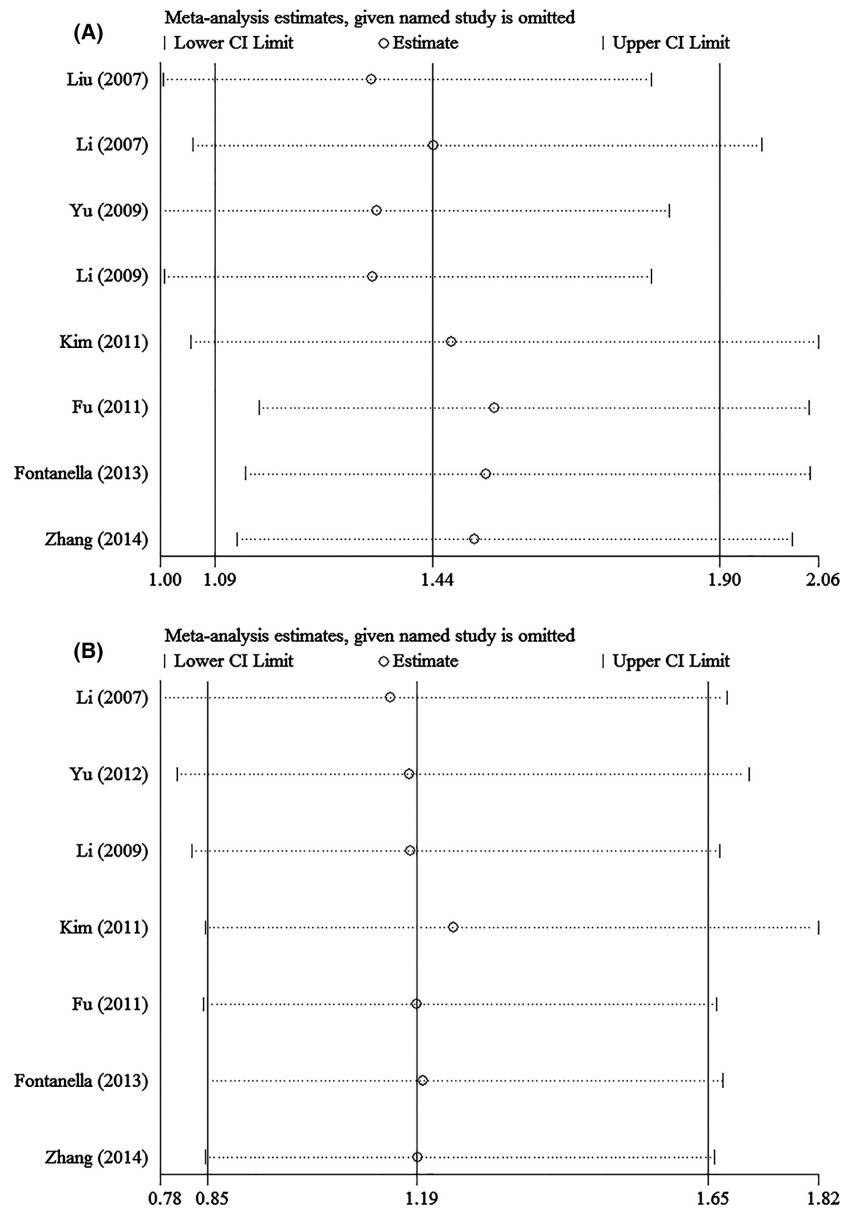 (A)
Meta-analysis estimates, given named study is omitted
Lower CI Limit Estimate Upper CI Limit
Liu (2007)
Li (2007)
Yu (2009)
Li (2009)
Kim (2011)
Fu (2011)
Fontanella (2013)
Zhang (2014)
1.00 1.09 1.44 1.90 2.06
(B)
Meta-analysis estimates, given named study is omitted
Lower CI Limit Estimate Upper CI Limit
Li (2007)
Yu (2012)
Li (2009)
Kim (2011)
Fu (2011)
Fontanella (2013)
Zhang (2014)
0.78 0.85 1.19 1.65 1.82